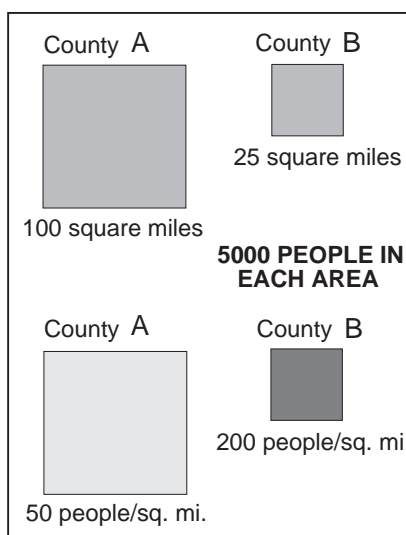 County A
County B
25 square miles
100 square miles
5000 PEOPLE IN
EACH AREA
County A
County B
200 people/sq. mi
50 people/sq. mi.